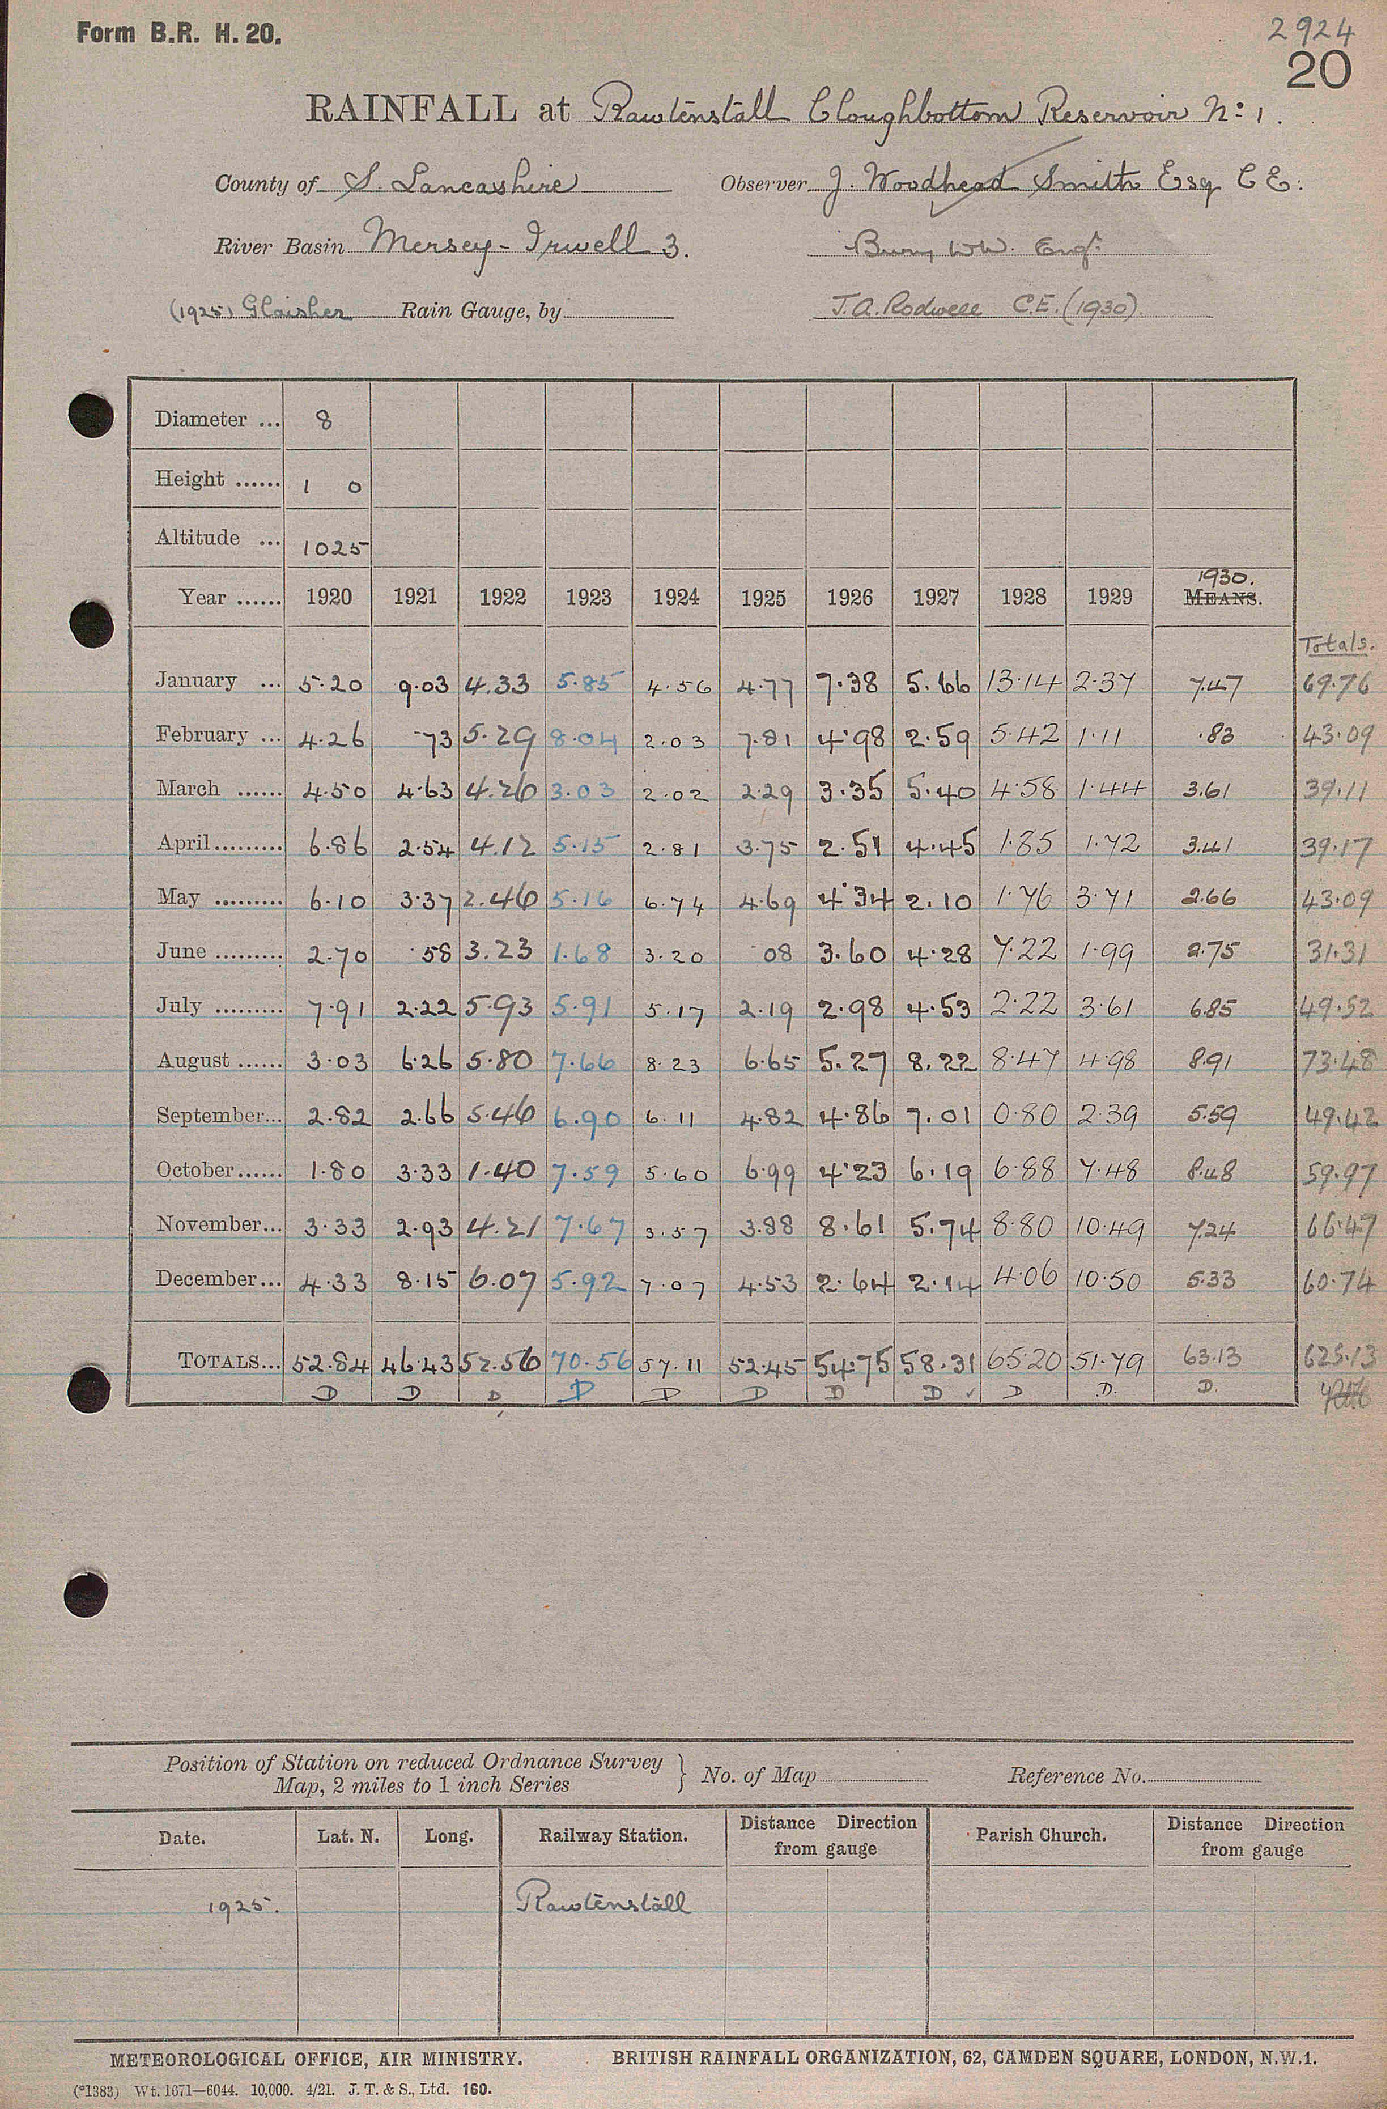 Form B.R. H. 20.
2924
20
RAINFALL at Rawtenstall Cloughbottom Reservoir No 1.
County of S. Lancashire Observer J. Woodhead Smith Esq C E.
River Basin Mersey - Irwell 3. Bury W.W. Engr.
(1925) Glaisher Rain Gauge, by J.A. Rodwell C.E. (1930)
Diameter ... 8
Height ...... 1 0
Altitude ... 1025
1930.
Year ...... 1920 1921 1922 1923 1924 1925 1926 1927 1928 1929 MEANS.
Totals.
January ... 5.20 9.03 4.33 5.85 4.56 4.77 7.38 5.66 13.14 2.37 7.47 69.76
February ... 4.26 .73 5.29 8.04 2.03 7.81 4.98 2.59 5.42 1.11 .83 43.09
March ...... 4.50 4.63 4.26 3.03 2.02 2.29 3.35 5.40 4.58 1.44 3.61 39.11
April ......... 6.86 2.54 4.12 5.15 2.81 3.75 2.51 4.45 1.85 1.72 3.41 39.17
May ......... 6.10 3.37 2.46 5.16 6.74 4.69 4.34 2.10 1.76 3.71 2.66 43.09
June ......... 2.70 .58 3.23 1.68 3.20 08 3.60 4.28 7.22 1.99 2.75 31.31
July ......... 7.91 2.22 5.93 5.91 5.17 2.19 2.98 4.53 2.22 3.61 6.85 49.52
August ...... 3.03 6.26 5.80 7.66 8.23 6.65 5.27 8.22 8.47 4.98 8.91 73.48
September... 2.82 2.66 5.46 6.90 6.11 4.82 4.86 7.01 0.80 2.39 5.59 49.42
October...... 1.80 3.33 1.40 7.59 5.60 6.99 4.23 6.19 6.88 7.48 8.48 59.97
November... 3.33 2.93 4.21 7.67 3.57 3.88 8.61 5.74 8.80 10.49 7.24 66.47
December... 4.33 8.15 6.07 5.92 7.07 4.53 2.64 2.14 4.06 10.50 5.33 60.74
TOTALS... 52.84 46.43 52.56 70.56 57.11 52.45 54.75 58.31 65.20 51.79 63.13 625.13
D D D D D D D D ✓ D D. D.
Position of Station on reduced Ordnance Survey
Map, 2 miles to 1 inch Series } No. of Map Reference No.
Date. Lat. N. Long. Railway Station. Distance Direction from gauge Parish Church. Distance Direction from gauge
1925. Rawtenstall
METEOROLOGICAL OFFICE, AIR MINISTRY. BRITISH RAINFALL ORGANIZATION, 62, CAMDEN SQUARE, LONDON, N.W.1.
(*1383) Wt. 1071—6044. 10,000. 4/21. J. T. & S., Ltd. 160.